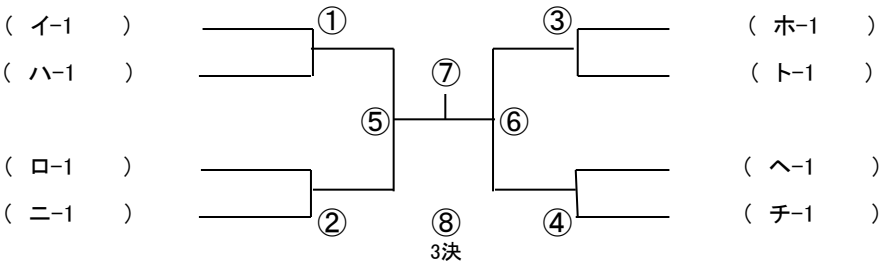 ( イ-1 ) ① ③ ( ホ-1 )
( ハ-1 ) ⑦ ( ト-1 )
⑤ ⑥
( ロ-1 ) ( ヘ-1 )
( ニ-1 ) ② ⑧ ④ ( チ-1 )
3決